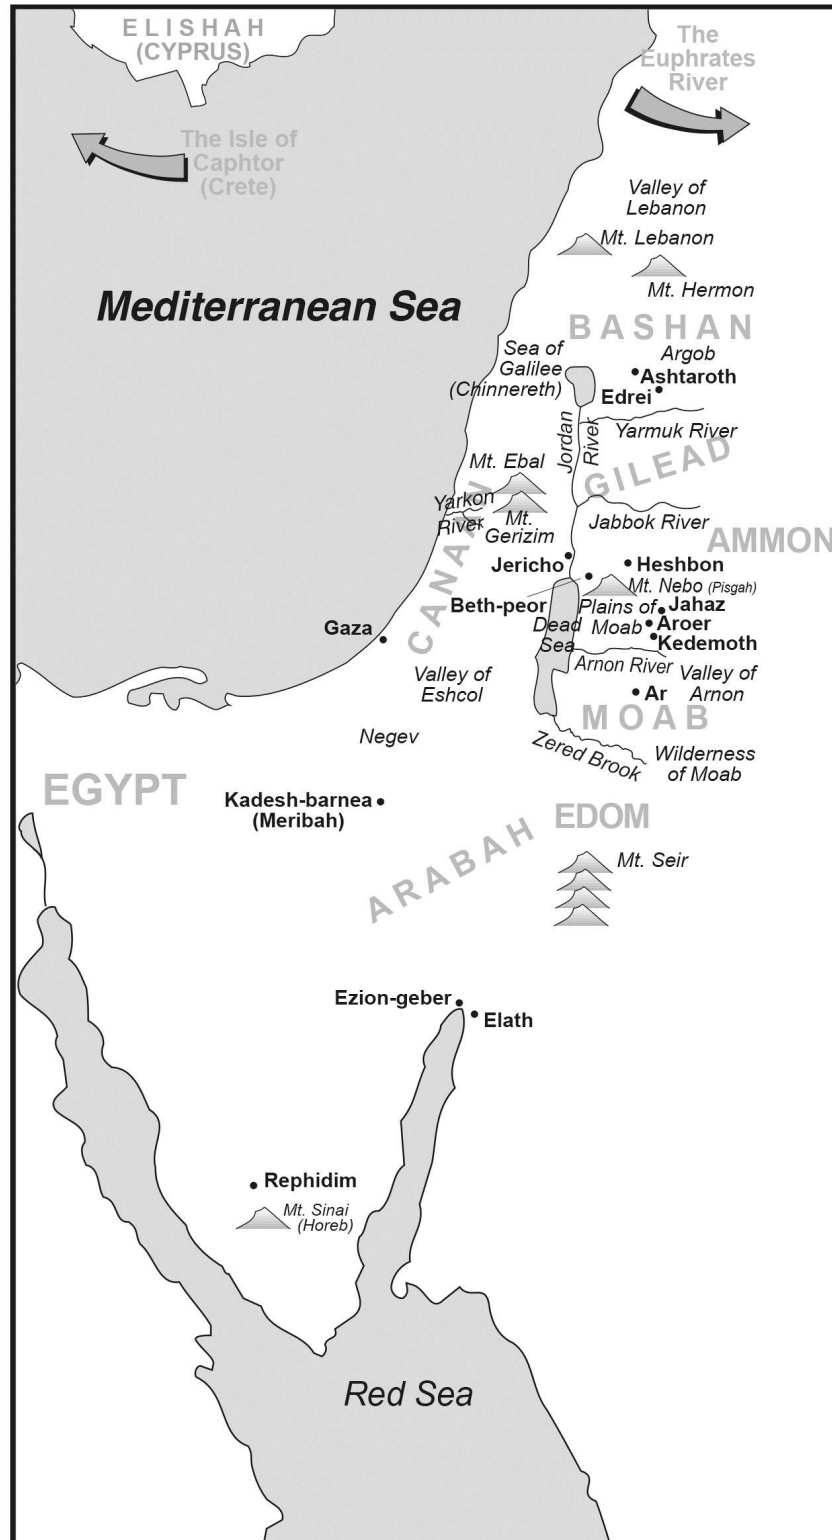 ELISHAH
(CYPRUS)
The
Euphrates
River
The Isle of
Caphtor
(Crete)
Valley of
Lebanon
Mt. Lebanon
Mt. Hermon
Mediterranean Sea
BASHAN
Sea of
Galilee
(Chinnereth)
Argob
Ashtaroth
Edrei
Jordan
River
Yarmuk River
GILEAD
Mt. Ebal
Yarkon
River
Mt.
Gerizim
Jabbok River
AMMON
CANAAN
Jericho
Heshbon
Mt. Nebo (Pisgah)
Beth-peor
Plains of
Moab
Jahaz
Aroer
Kedemoth
Dead
Sea
Gaza
Arnon River
Valley of
Arnon
Valley of
Eshcol
Ar
MOAB
Negev
Zered Brook
Wilderness
of Moab
EGYPT
Kadesh-barnea
(Meribah)
EDOM
ARABAH
Mt. Seir
Ezion-geber
Elath
Rephidim
Mt. Sinai
(Horeb)
Red Sea